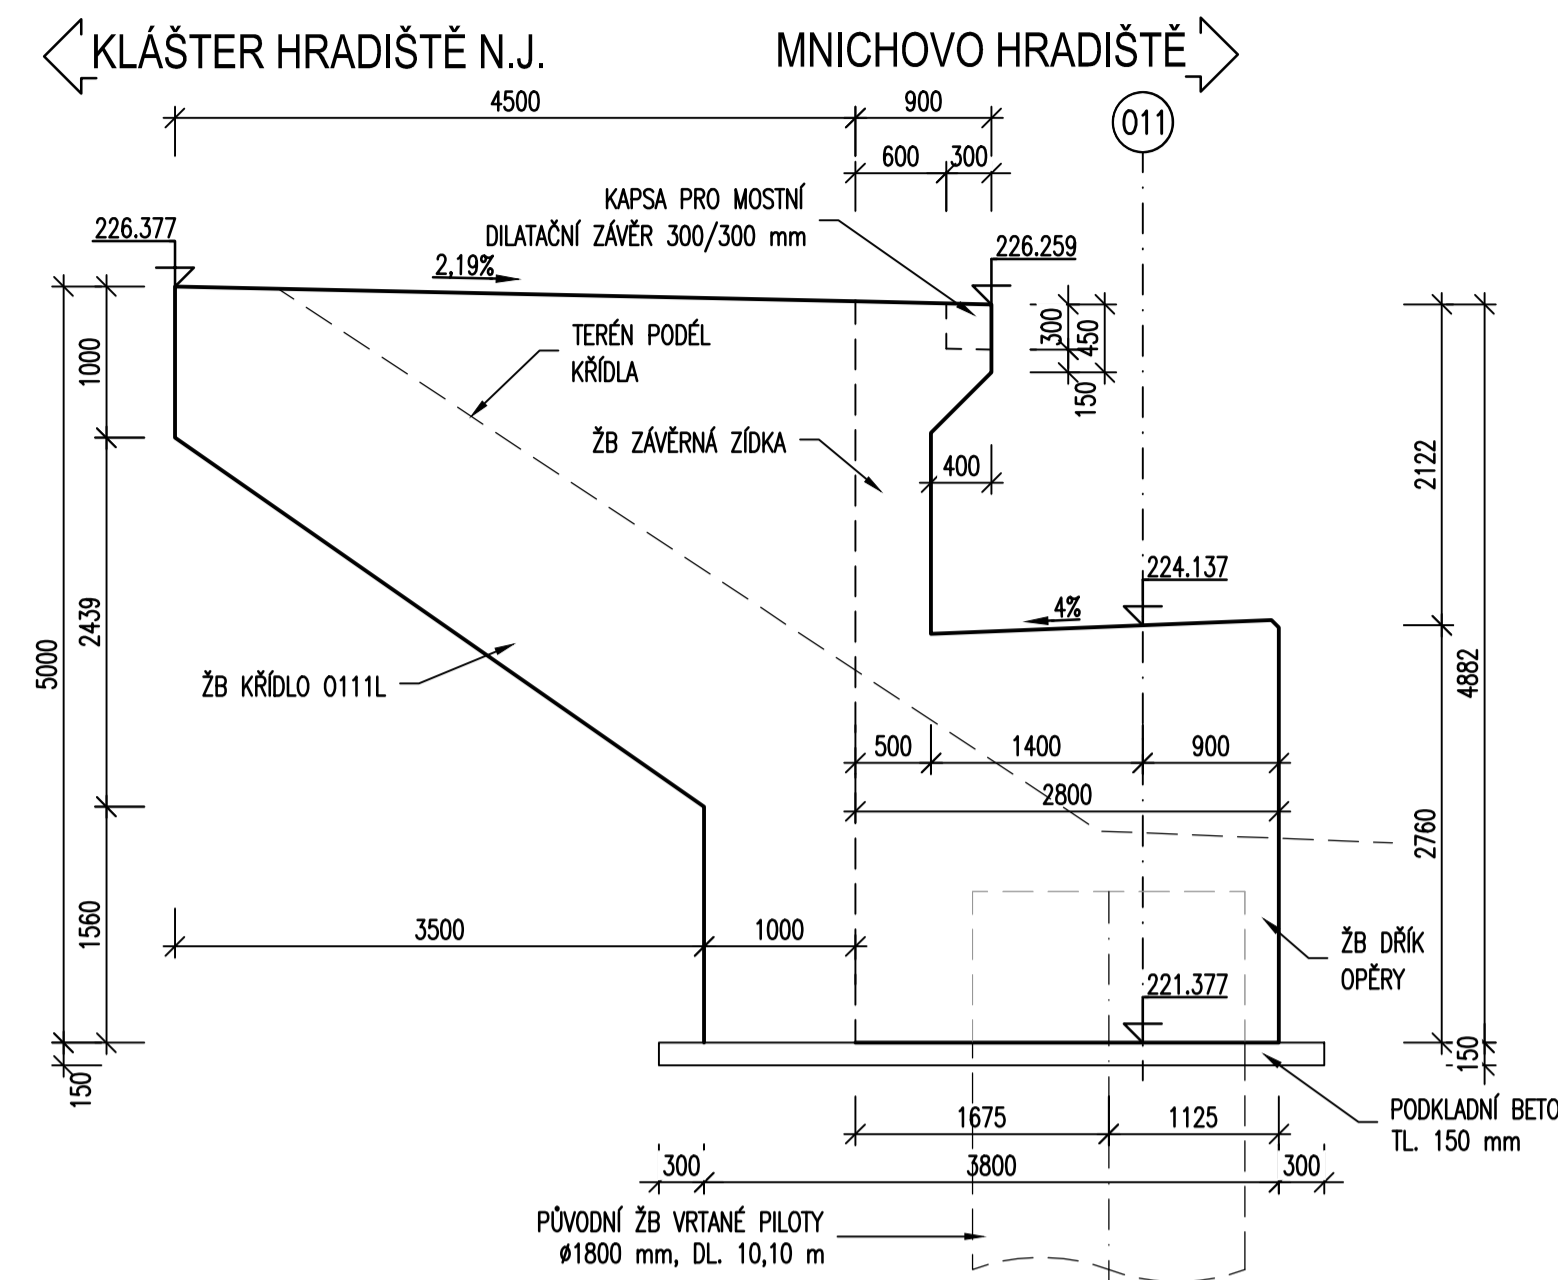 KLÁŠTER HRADIŠTĚ N.J.
MNICHOVO HRADIŠTĚ
4500
900
011
600
300
KAPSA PRO MOSTNÍ
DILATAČNÍ ZÁVĚR 300/300 mm
226.377
226.259
2,19%
300
450
150
1000
TERÉN PODÉL
KŘÍDLA
ŽB ZÁVĚRNÁ ZÍDKA
400
2122
224.137
4%
2439
5000
4882
ŽB KŘÍDLO 0111L
500
1400
900
2800
2760
1560
3500
1000
ŽB DŘÍK
OPĚRY
221.377
150
150
1675
1125
PODKLADNÍ BETO
TL. 150 mm
300
3800
300
PŮVODNÍ ŽB VRTANÉ PILOTY
ø1800 mm, DL. 10,10 m